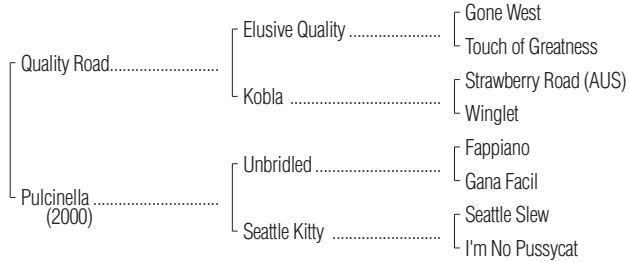 Gone West
Elusive Quality ....................
Touch of Greatness
Quality Road........................
Strawberry Road (AUS)
Kobla .................................
Winglet
Fappiano
Unbridled ...........................
Gana Facil
Pulcinella ...........................
(2000)
Seattle Slew
Seattle Kitty .......................
I'm No Pussycat